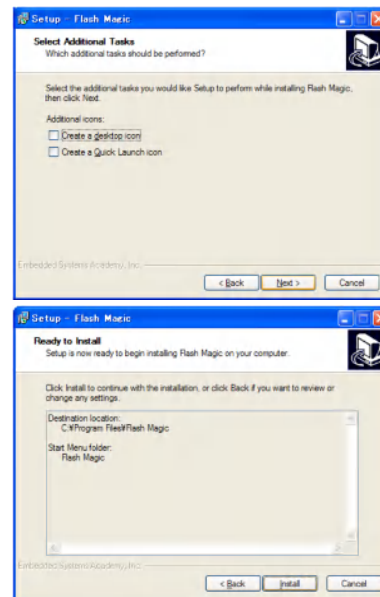 Setup - Flash Magic
Select Additional Tasks
Which additional tasks should be performed?
Select the additional tasks you would like Setup to perform while installing Flash Magic,
then click Next.
Additional icons:
Create a desktop icon
Create a Quick Launch icon
Embedded Systems Academy, Inc.
< Back
Next >
Cancel
Setup - Flash Magic
Ready to Install
Setup is now ready to begin installing Flash Magic on your computer.
Click Install to continue with the installation, or click Back if you want to review or
change any settings.
Destination location:
C:¥Program Files¥Flash Magic
Start Menu folder:
Flash Magic
Embedded Systems Academy, Inc.
< Back
Install
Cancel